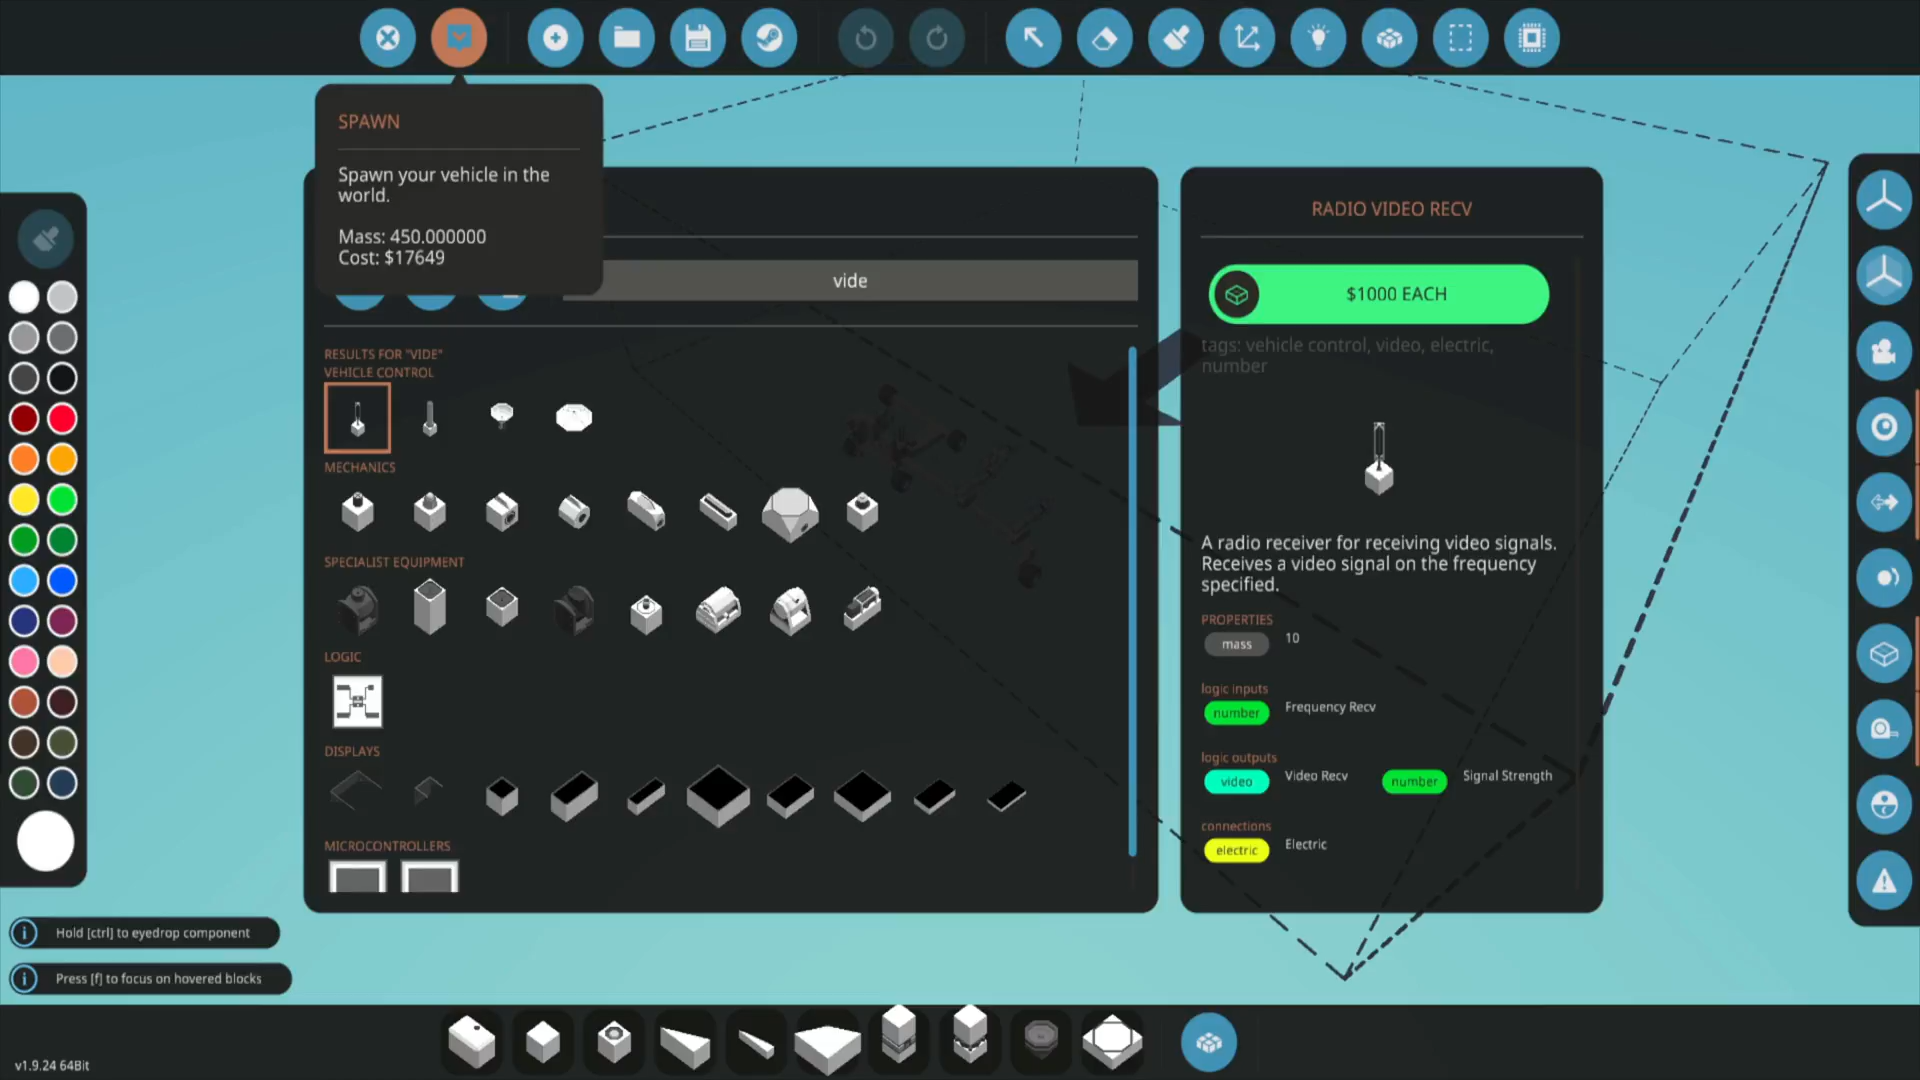 SPAWN
Spawn your vehicle in the
world.
Mass: 450.000000
Cost: $17649
vide
RESULTS FOR "VIDE"
VEHICLE CONTROL
MECHANICS
SPECIALIST EQUIPMENT
LOGIC
DISPLAYS
MICROCONTROLLERS
RADIO VIDEO RECV
$1000 EACH
tags: vehicle control, video, electric,
number
A radio receiver for receiving video signals.
Receives a video signal on the frequency
specified.
PROPERTIES
mass 10
logic inputs
number Frequency Recv
logic outputs
video Video Recv number Signal Strength
connections
electric Electric
Hold [ctrl] to eyedrop component
Press [f] to focus on hovered blocks
v1.9.24 64Bit